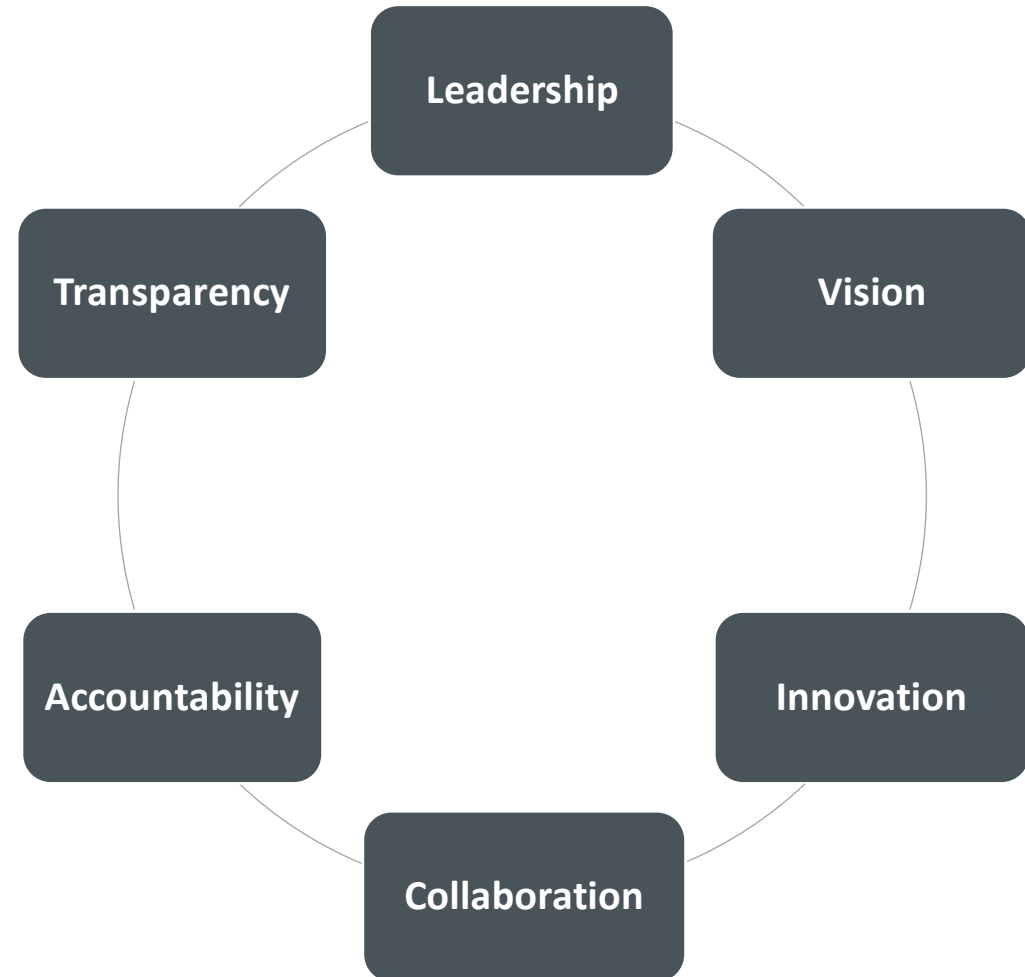 Leadership
Vision
Innovation
Collaboration
Accountability
Transparency